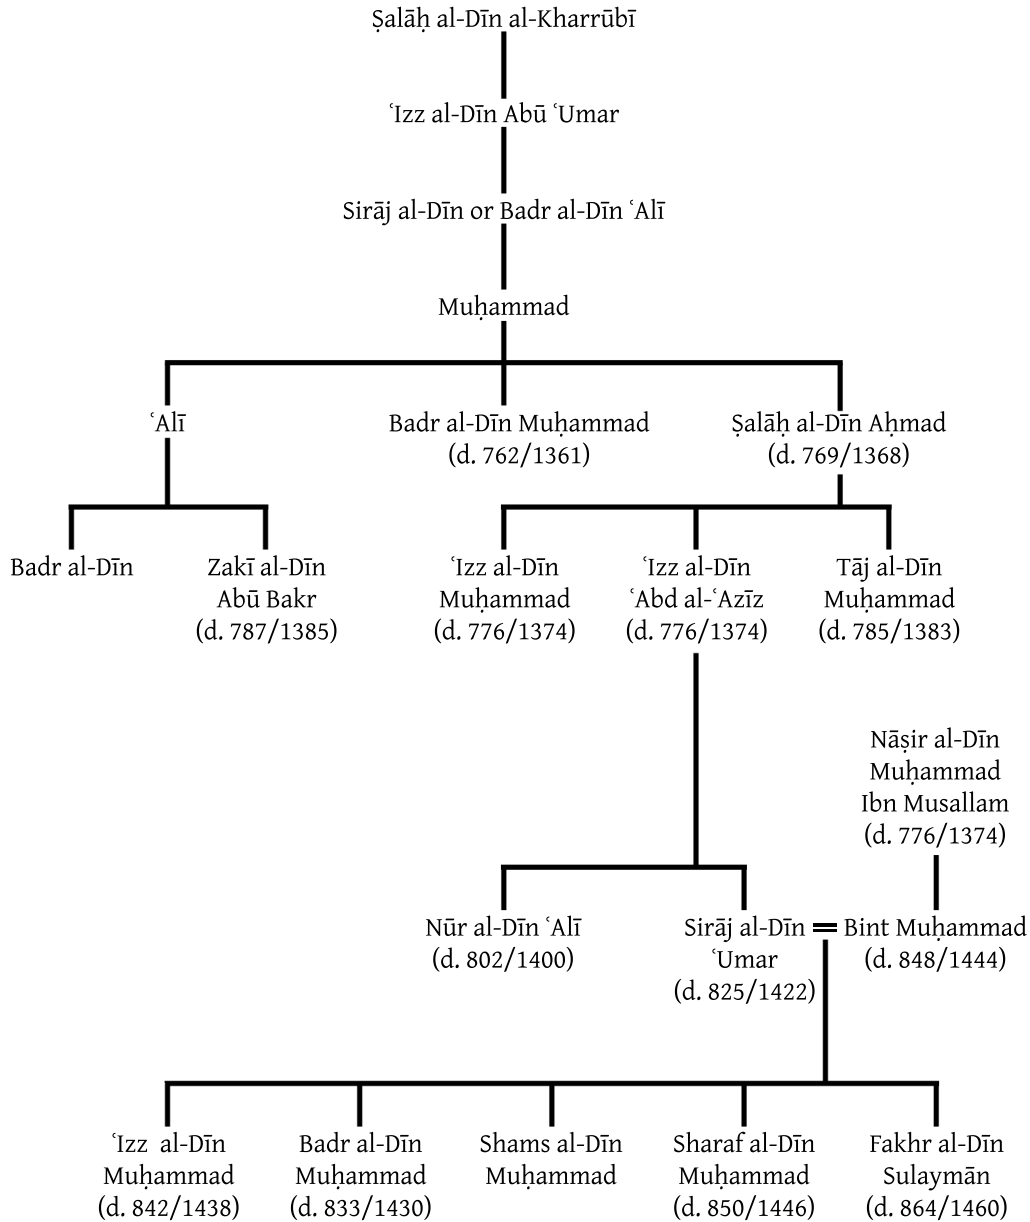 Ṣalāḥ al-Dīn al-Kharrūbī
ʿIzz al-Dīn Abū ʿUmar
Sirāj al-Dīn or Badr al-Dīn ʿAlī
Muḥammad
ʿAlī
Badr al-Dīn Muḥammad
(d. 762/1361)
Ṣalāḥ al-Dīn Aḥmad
(d. 769/1368)
Badr al-Dīn
Zakī al-Dīn
Abū Bakr
(d. 787/1385)
ʿIzz al-Dīn
Muḥammad
(d. 776/1374)
ʿIzz al-Dīn
ʿAbd al-ʿAzīz
(d. 776/1374)
Tāj al-Dīn
Muḥammad
(d. 785/1383)
Nāṣir al-Dīn
Muḥammad
Ibn Musallam
(d. 776/1374)
Nūr al-Dīn ʿAlī
(d. 802/1400)
Sirāj al-Dīn
ʿUmar
(d. 825/1422)
Bint Muḥammad
(d. 848/1444)
ʿIzz al-Dīn
Muḥammad
(d. 842/1438)
Badr al-Dīn
Muḥammad
(d. 833/1430)
Shams al-Dīn
Muḥammad
Sharaf al-Dīn
Muḥammad
(d. 850/1446)
Fakhr al-Dīn
Sulaymān
(d. 864/1460)